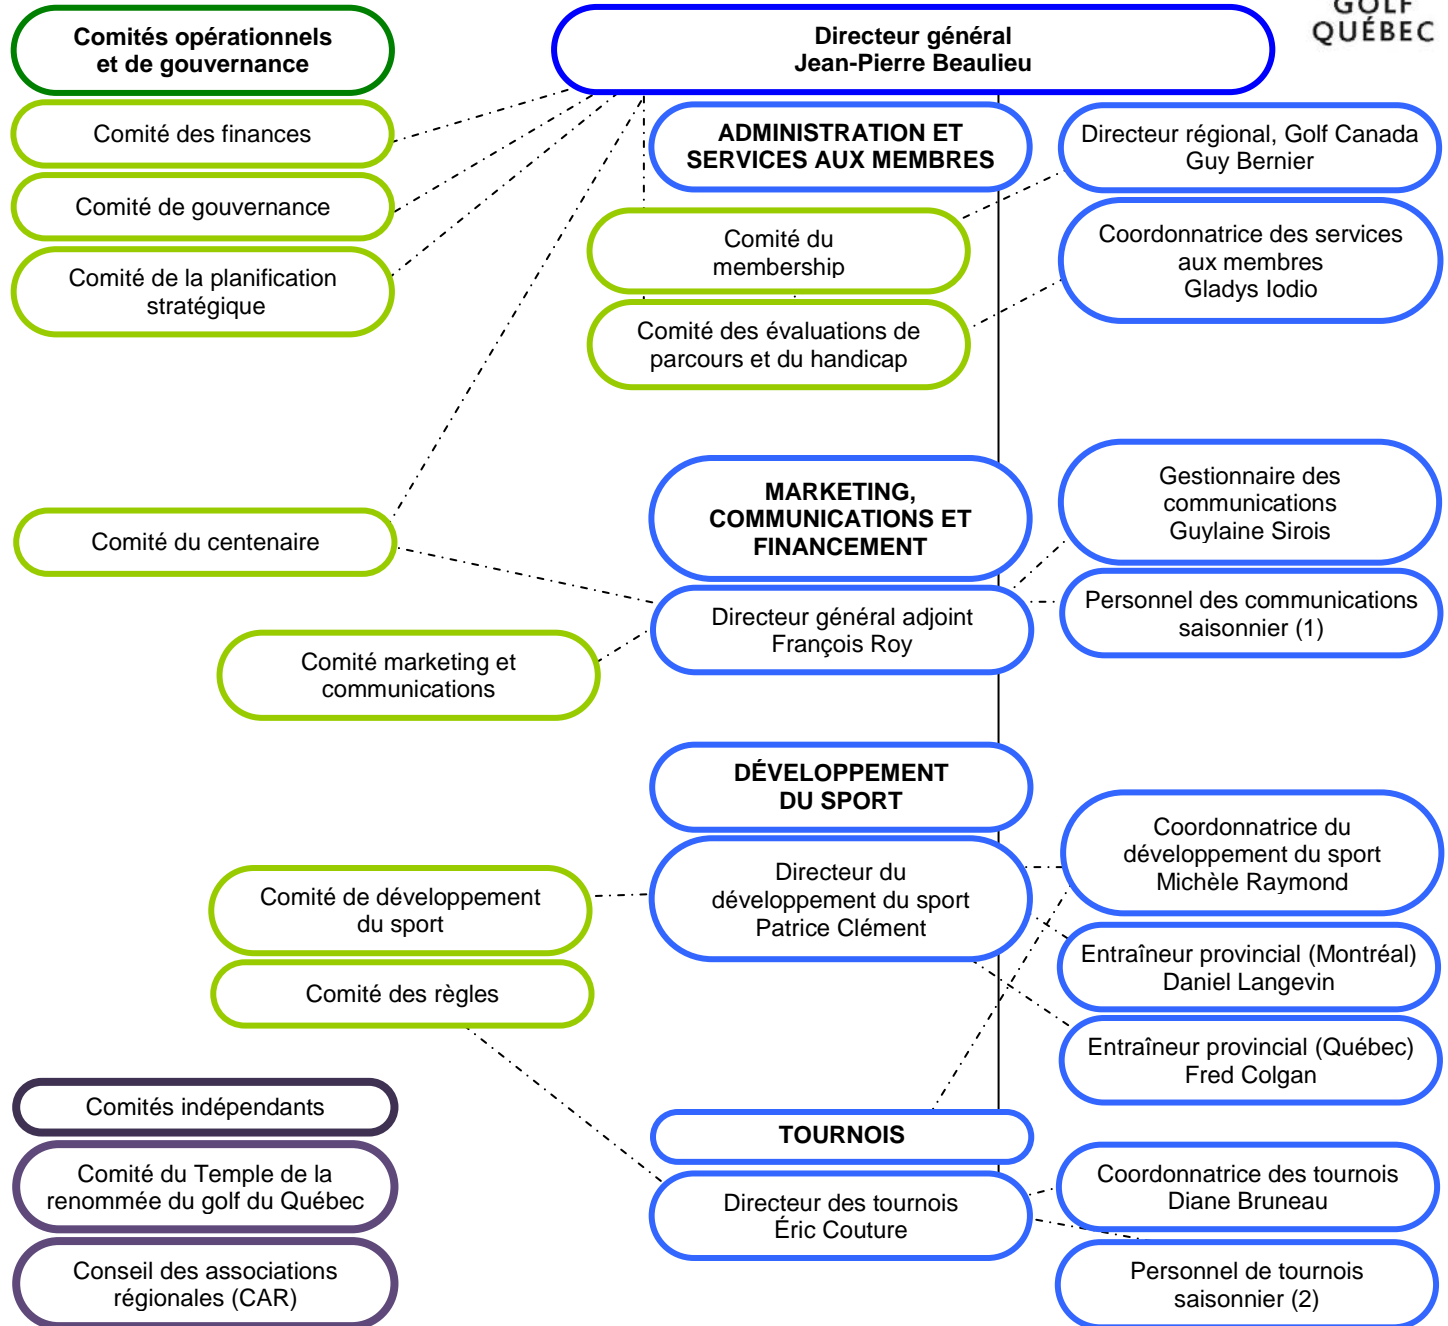 GOLF
QUÉBEC
Comités opérationnels
et de gouvernance
Directeur général
Jean-Pierre Beaulieu
Comité des finances
Comité de gouvernance
Comité de la planification
stratégique
ADMINISTRATION ET
SERVICES AUX MEMBRES
Comité du
membership
Comité des évaluations de
parcours et du handicap
Directeur régional, Golf Canada
Guy Bernier
Coordonnatrice des services
aux membres
Gladys Iodio
Comité du centenaire
MARKETING,
COMMUNICATIONS ET
FINANCEMENT
Directeur général adjoint
François Roy
Gestionnaire des
communications
Guylaine Sirois
Personnel des communications
saisonnier (1)
Comité marketing et
communications
DÉVELOPPEMENT
DU SPORT
Directeur du
développement du sport
Patrice Clément
Coordonnatrice du
développement du sport
Michèle Raymond
Entraîneur provincial (Montréal)
Daniel Langevin
Entraîneur provincial (Québec)
Fred Colgan
Comité de développement
du sport
Comité des règles
Comités indépendants
Comité du Temple de la
renommée du golf du Québec
Conseil des associations
régionales (CAR)
TOURNOIS
Directeur des tournois
Éric Couture
Coordonnatrice des tournois
Diane Bruneau
Personnel de tournois
saisonnier (2)